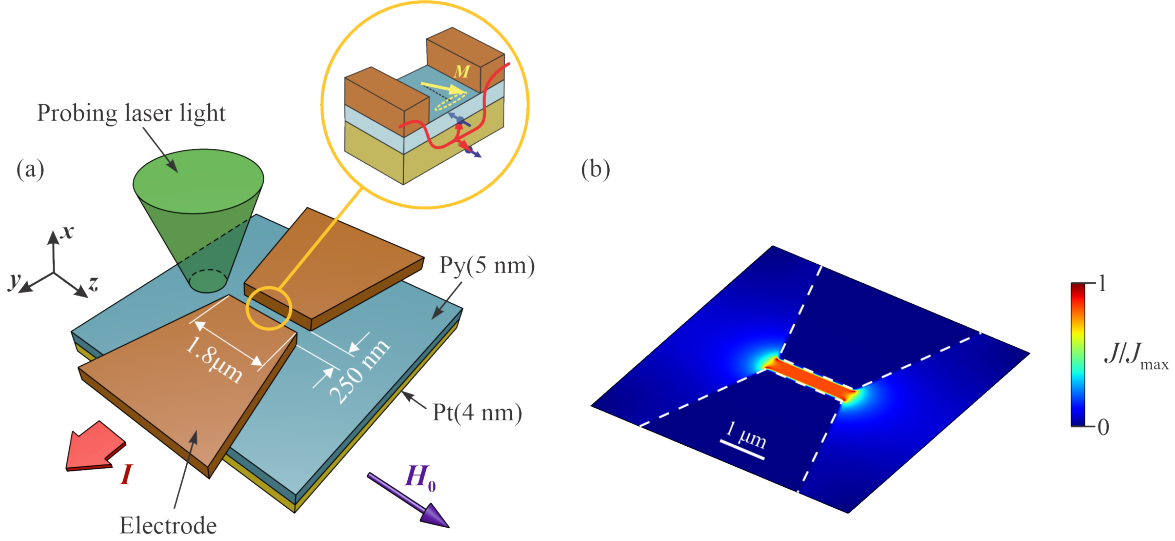 M
Probing laser light
(a)
(b)
x
y
z
Py(5 nm)
1.8μm
250 nm
Pt(4 nm)
I
H₀
Electrode
1 μm
1
J/Jmax
0